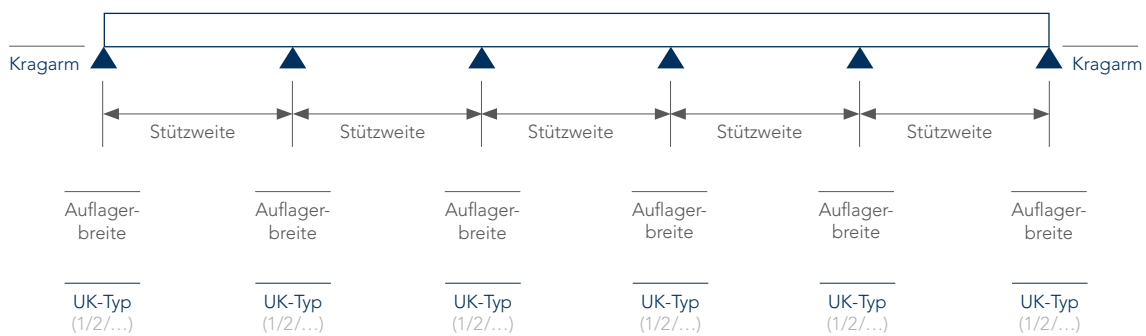 Kragarm Kragarm
Stützweite Stützweite Stützweite Stützweite Stützweite
Auflager- Auflager- Auflager- Auflager- Auflager- Auflager-
breite breite breite breite breite breite
UK-Typ UK-Typ UK-Typ UK-Typ UK-Typ UK-Typ
(1/2/...) (1/2/...) (1/2/...) (1/2/...) (1/2/...) (1/2/...)